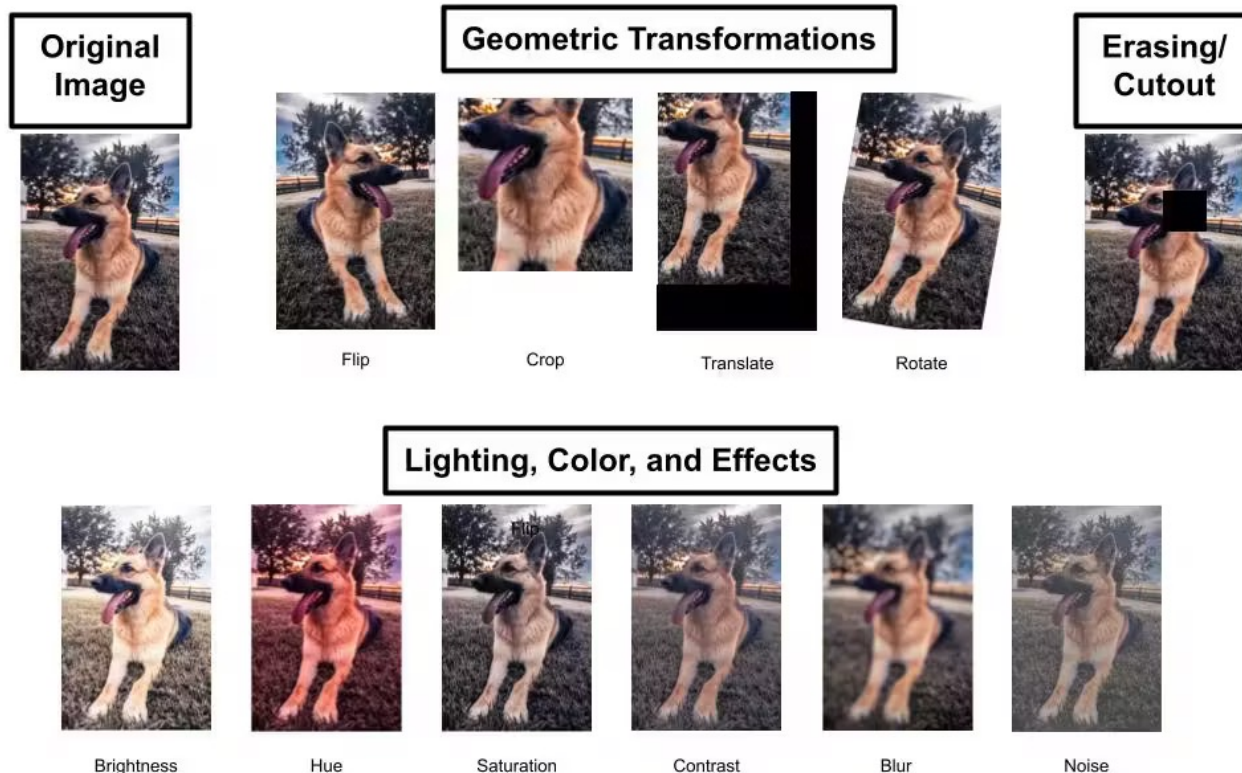 Original
Image
Geometric Transformations
Erasing/
Cutout
Flip
Crop
Translate
Rotate
Lighting, Color, and Effects
Flip
Brightness
Hue
Saturation
Contrast
Blur
Noise